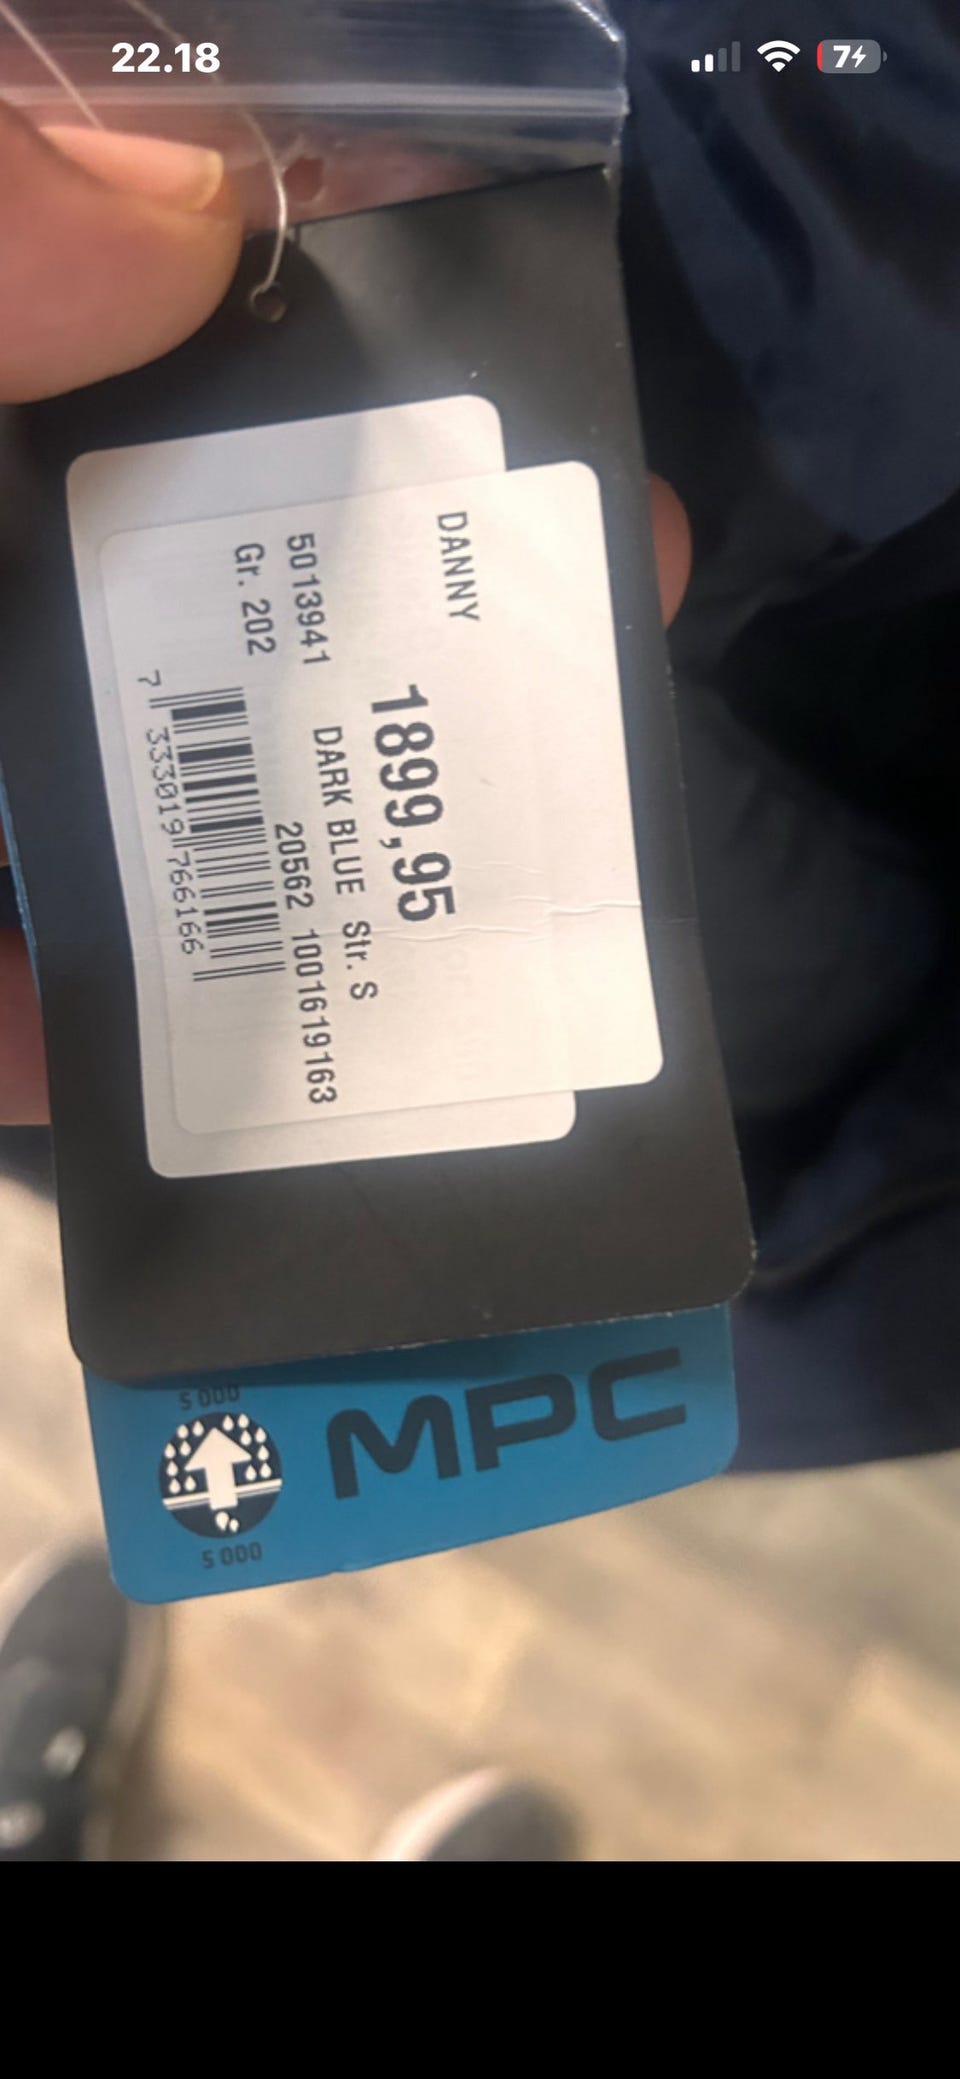 22.18
7
DANNY
1899,95
5013941 DARK BLUE Str. S
Gr. 202 20562 1001619163
7 333019 766166
5 000
MPC
5 000